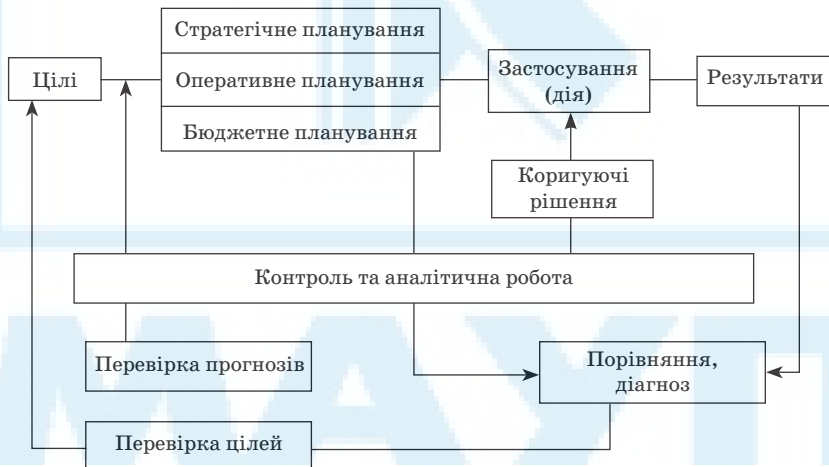 Стратегічне планування
Цілі
Оперативне планування
Застосування
(дія)
Результати
Бюджетне планування
Коригуючі
рішення
Контроль та аналітична робота
Перевірка прогнозів
Порівняння,
діагноз
Перевірка цілей
МАУП